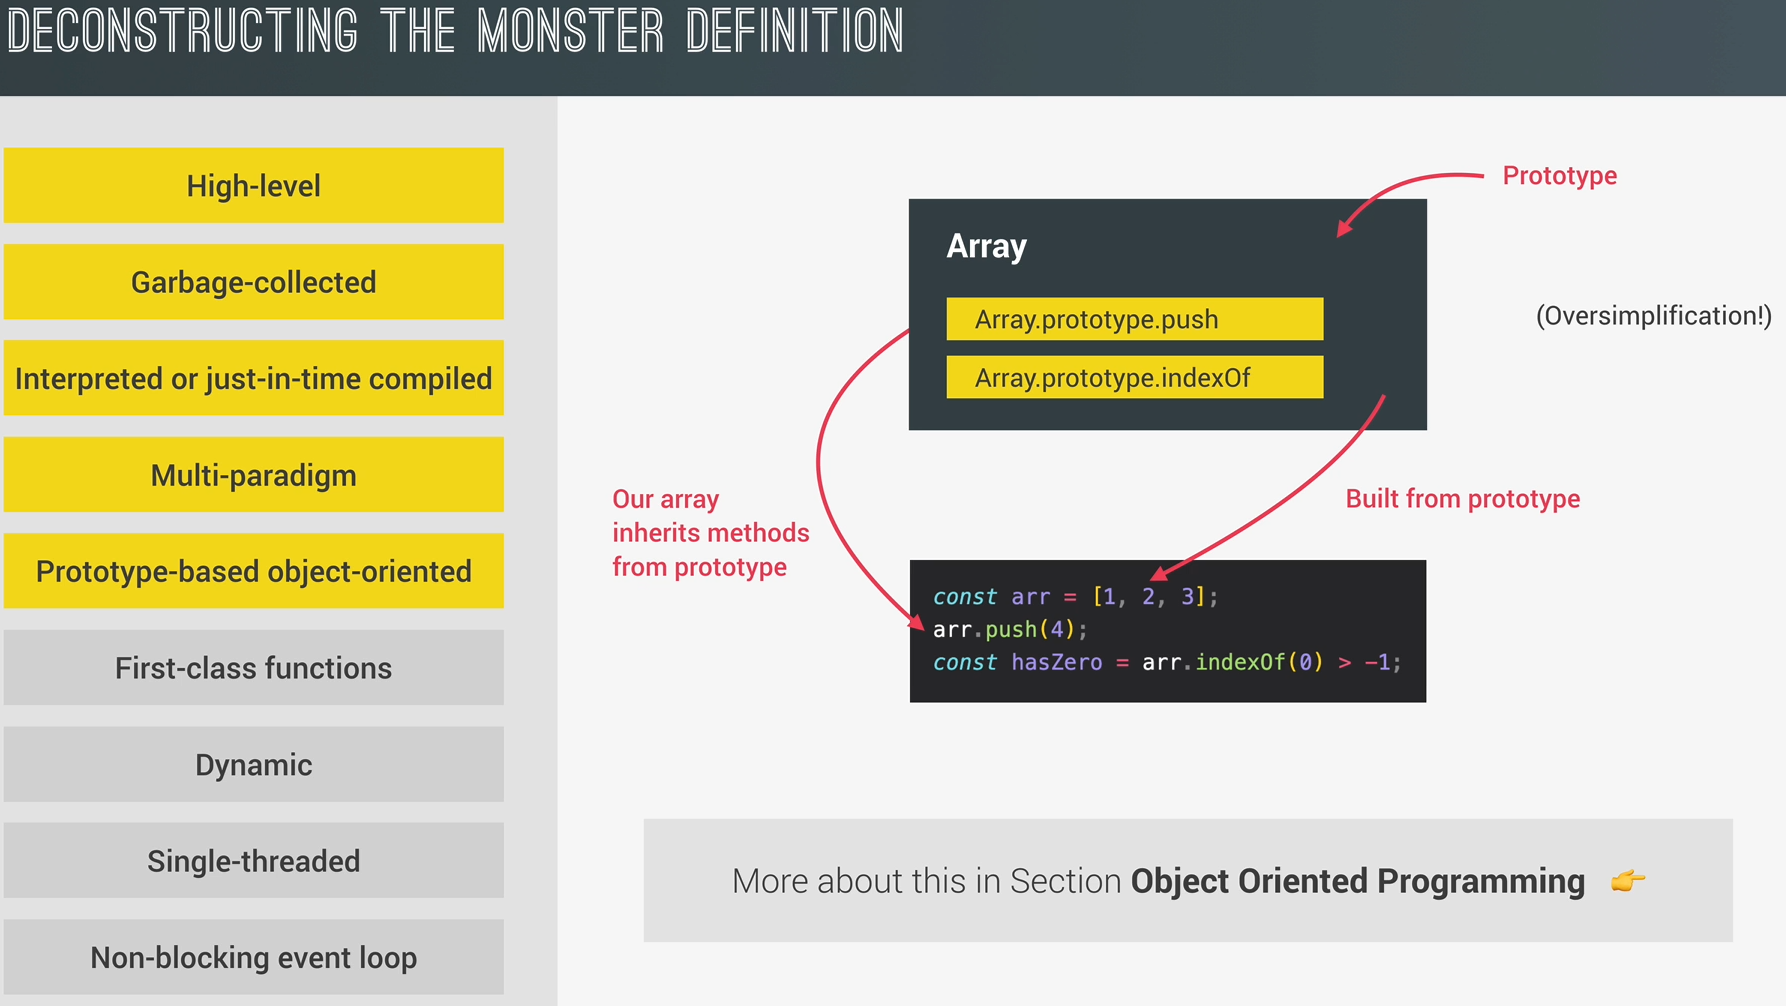 DECONSTRUCTING THE MONSTER DEFINITION
High-level
Garbage-collected
Interpreted or just-in-time compiled
Multi-paradigm
Prototype-based object-oriented
First-class functions
Dynamic
Single-threaded
Non-blocking event loop
Prototype
Array
Array.prototype.push
Array.prototype.indexOf
(Oversimplification!)
Our array
inherits methods
from prototype
Built from prototype
const arr = [1, 2, 3];
arr.push(4);
const hasZero = arr.indexOf(0) > -1;
More about this in Section Object Oriented Programming 👉